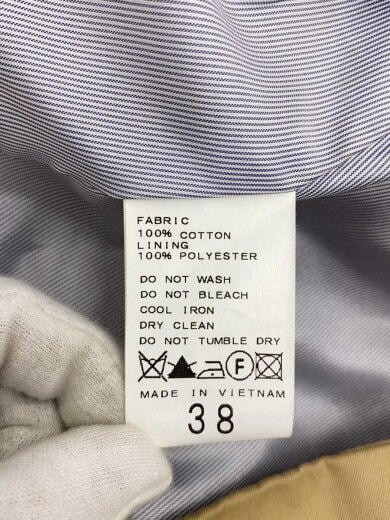 FABRIC
100% COTTON
LINING
100% POLYESTER
DO NOT WASH
DO NOT BLEACH
COOL IRON
DRY CLEAN
DO NOT TUMBLE DRY
F
MADE IN VIETNAM
38